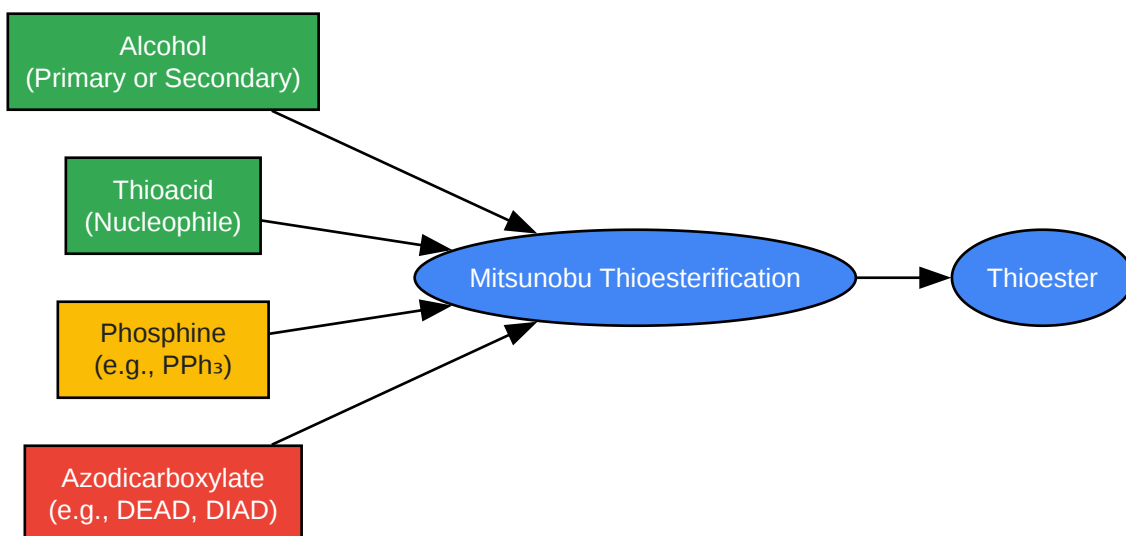 Alcohol
(Primary or Secondary)
Thioacid
(Nucleophile)
Phosphine
(e.g., PPh₃)
Azodicarboxylate
(e.g., DEAD, DIAD)
Mitsunobu Thioesterification
Thioester